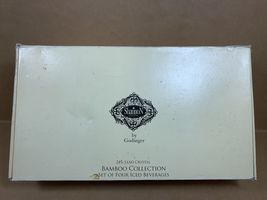 Shannon
by
Godinger
24% LEAD CRYSTAL
BAMBOO COLLECTION
SET OF FOUR ICED BEVERAGES